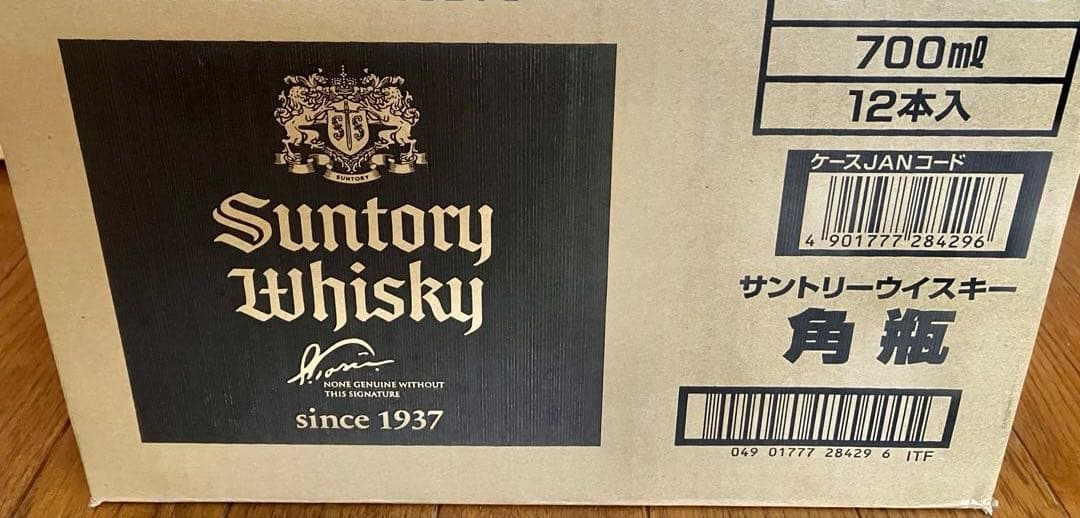 SUNTORY
Suntory
Whisky
NONE GENUINE WITHOUT
THIS SIGNATURE
since 1937
700ml
12本入
ケースJANコード
4 901777 284296
サントリーウイスキー
角瓶
049 01777 28429 6 ITF